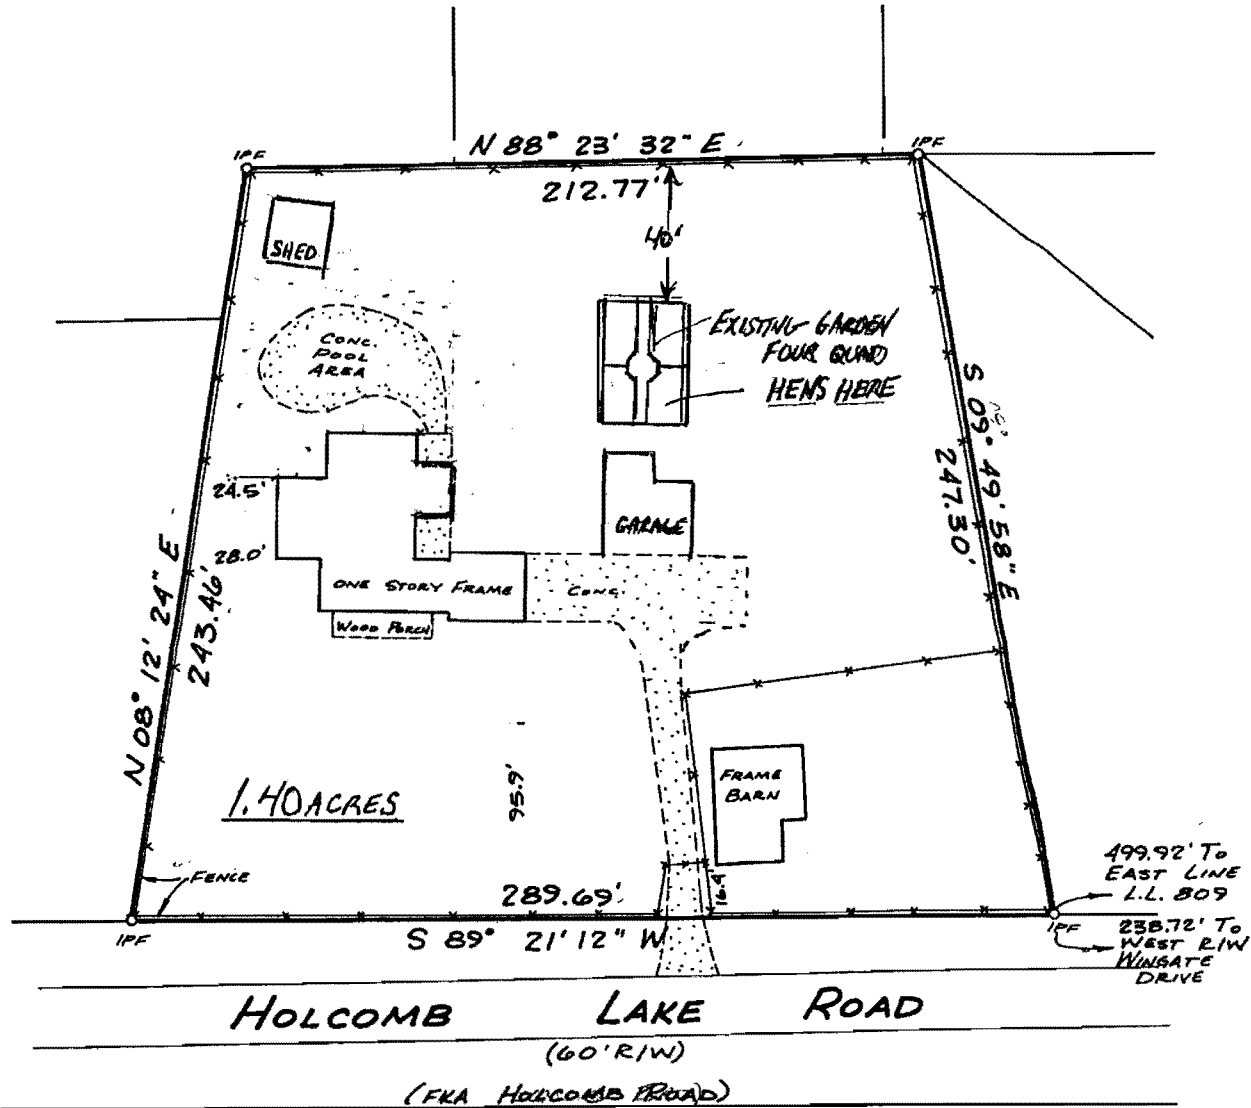 N 88° 23' 32" E
IPF
IPF
212.77'
40'
SHED
EXISTING GARDEN
FOUR QUAD
HENS HERE
CONC.
POOL
AREA
S 09° 49' 58" E
247.30'
24.5'
28.0'
GARAGE
ONE STORY FRAME
CONC.
WOOD PORCH
N 08° 12' 24" E
243.46'
FRAME
BARN
1.40 ACRES
95.9'
16.4'
FENCE
289.69'
S 89° 21' 12" W
IPF
IPF
499.92' To
EAST LINE
L.L. 809
238.72' To
WEST R/W
WINGATE
DRIVE
HOLCOMB LAKE ROAD
(60' R/W)
(FKA HOLCOMB ROAD)